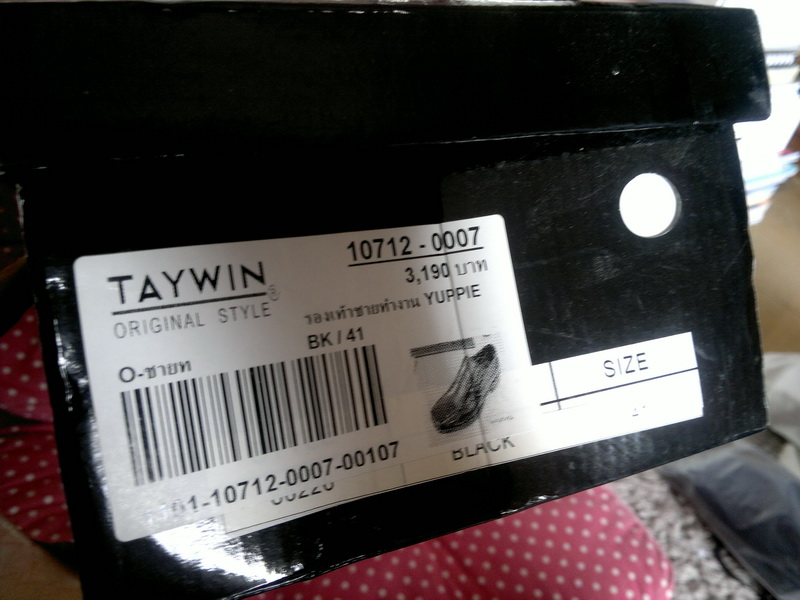 TAYWIN®
ORIGINAL STYLE
10712 - 0007
3,190 บาท
รองเท้าชายทำงาน YUPPIE
BK / 41
O-ชายท
01-10712-0007-00107
BLACK
SIZE